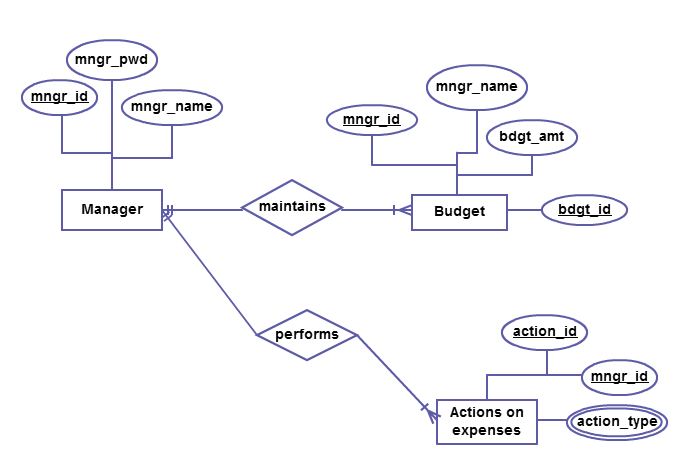 mngr_pwd
mngr_id
mngr_name
mngr_name
mngr_id
bdgt_amt
Manager
maintains
Budget
bdgt_id
performs
action_id
mngr_id
Actions on
expenses
action_type